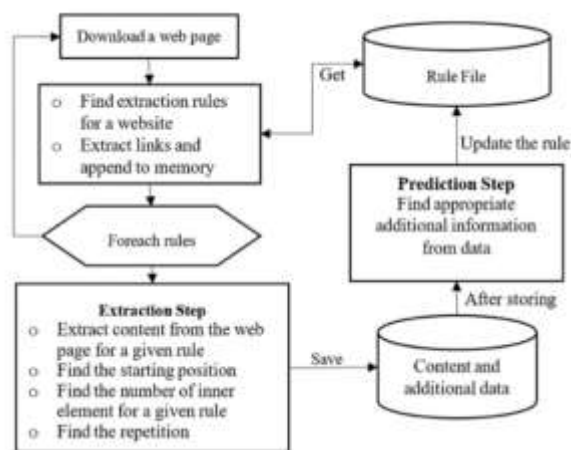 Download a web page
Get
Rule File
o Find extraction rules
for a website
o Extract links and
append to memory
Update the rule
Prediction Step
Find appropriate
additional information
from data
Foreach rules
After storing
Extraction Step
o Extract content from the web
page for a given rule
o Find the starting position
o Find the number of inner
element for a given rule
o Find the repetition
Save
Content and
additional data